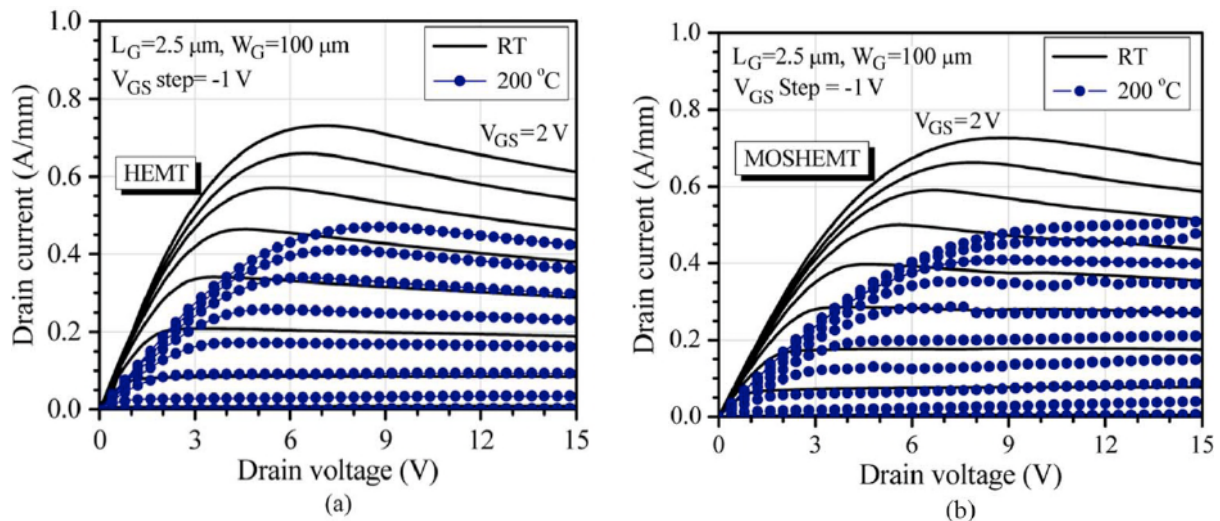 1.0
0.8
0.6
0.4
0.2
0.0
Drain current (A/mm)
L_G=2.5 μm, W_G=100 μm
V_GS step= -1 V
RT
200 °C
V_GS=2 V
HEMT
0 3 6 9 12 15
Drain voltage (V)
(a)
1.0
0.8
0.6
0.4
0.2
0.0
Drain current (A/mm)
L_G=2.5 μm, W_G=100 μm
V_GS Step = -1 V
RT
200 °C
V_GS=2 V
MOSHEMT
0 3 6 9 12 15
Drain voltage (V)
(b)